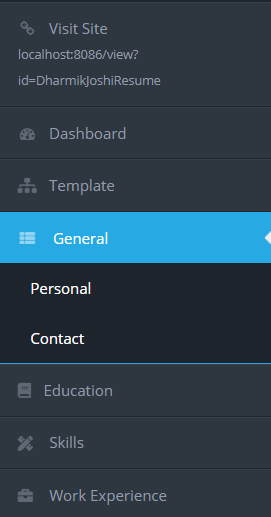 Visit Site
localhost:8086/view?
id=DharmikJoshiResume
Dashboard
Template
General
Personal
Contact
Education
Skills
Work Experience